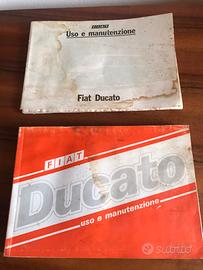 FIAT
Uso e manutenzione
Fiat Ducato
FIAT
Ducato
uso e manutenzione
SUBITO